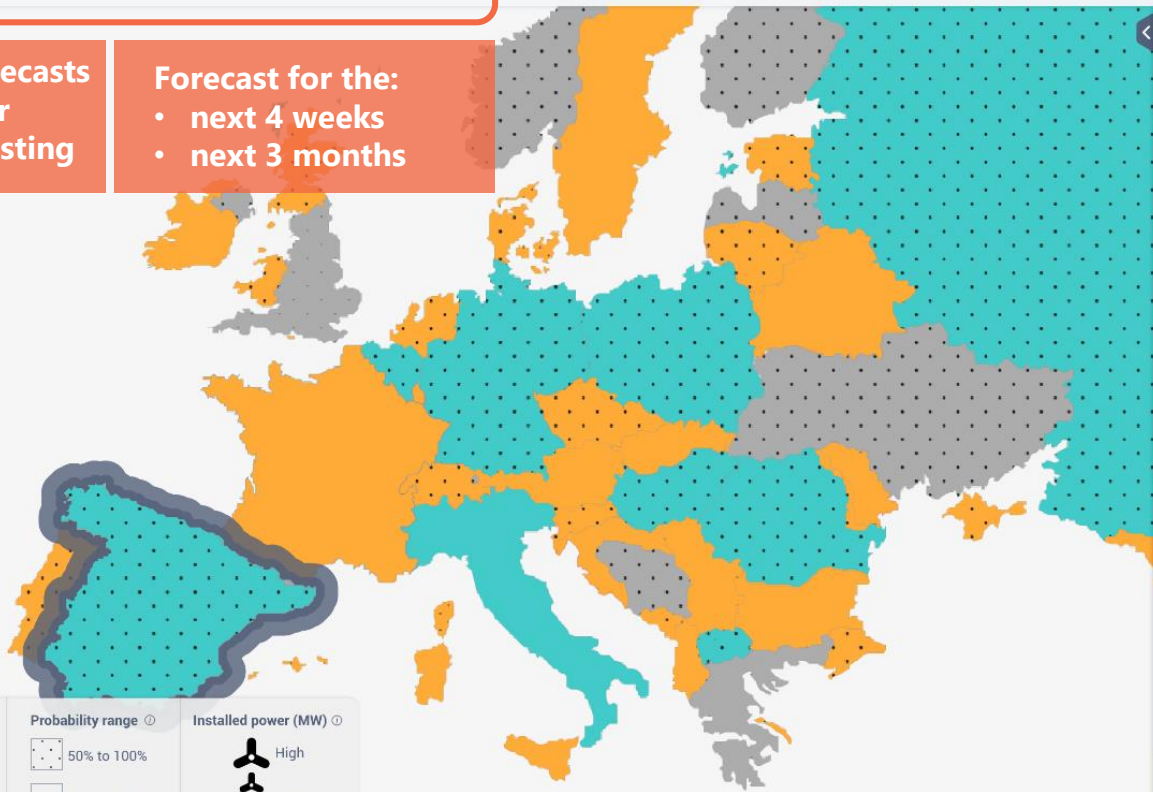 ecasts
r
sting
Forecast for the:
• next 4 weeks
• next 3 months
Probability range
50% to 100%
Installed power (MW)
High